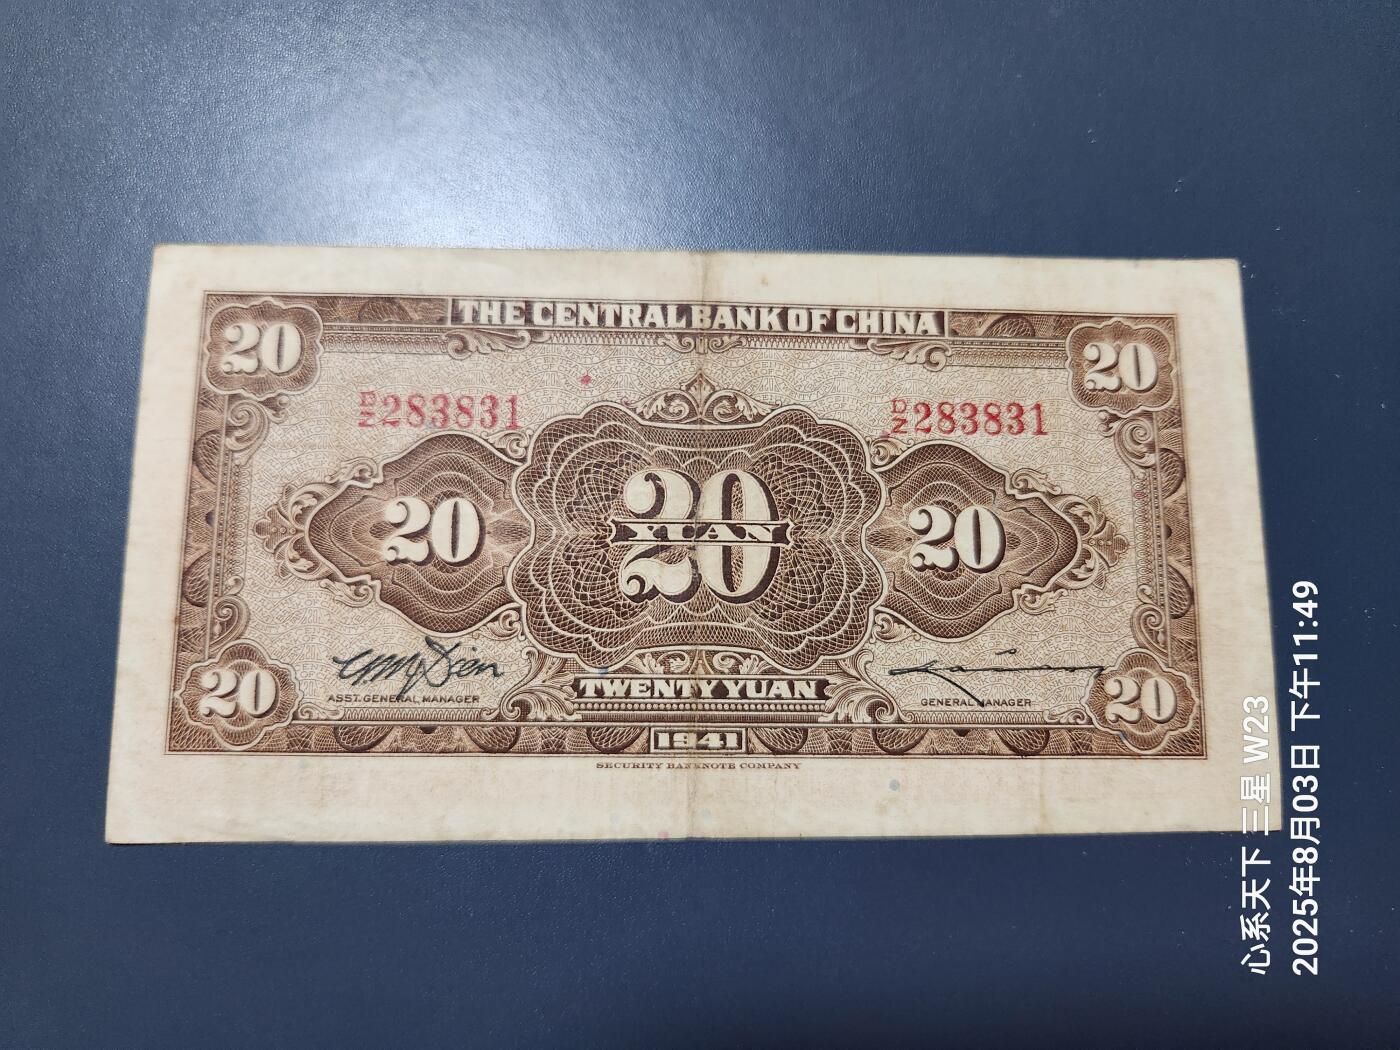 THE CENTRAL BANK OF CHINA
20
20
D/Z 283831
D/Z 283831
20
20
YUAN
20
20
20
ASST. GENERAL MANAGER
TWENTY YUAN
GENERAL MANAGER
1941
SECURITY BANKNOTE COMPANY
心系天下 三星 W23
2025年8月03日 下午11:49